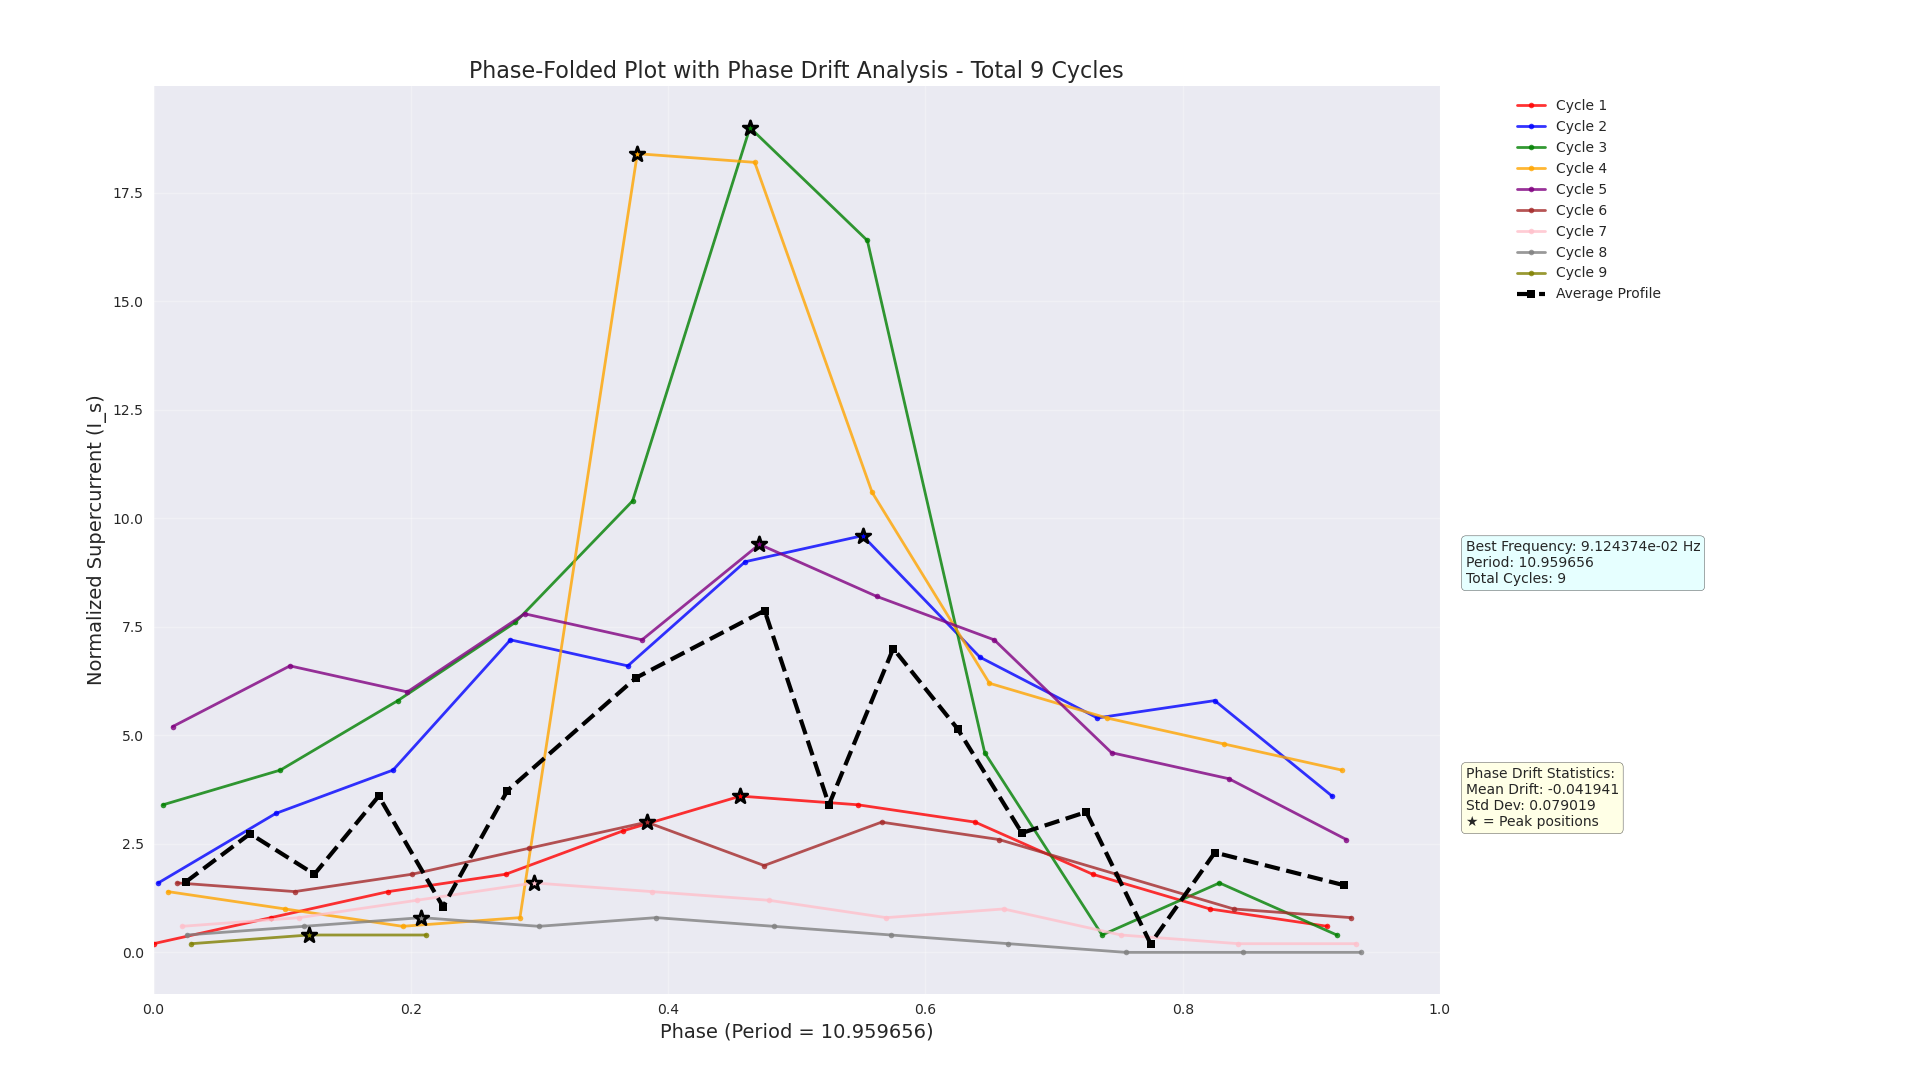 Phase-Folded Plot with Phase Drift Analysis - Total 9 Cycles
Normalized Supercurrent (I_s)
17.5
15.0
12.5
10.0
7.5
5.0
2.5
0.0
0.0
0.2
0.4
0.6
0.8
1.0
Phase (Period = 10.959656)
Cycle 1
Cycle 2
Cycle 3
Cycle 4
Cycle 5
Cycle 6
Cycle 7
Cycle 8
Cycle 9
Average Profile
Best Frequency: 9.124374e-02 Hz
Period: 10.959656
Total Cycles: 9
Phase Drift Statistics:
Mean Drift: -0.041941
Std Dev: 0.079019
★ = Peak positions